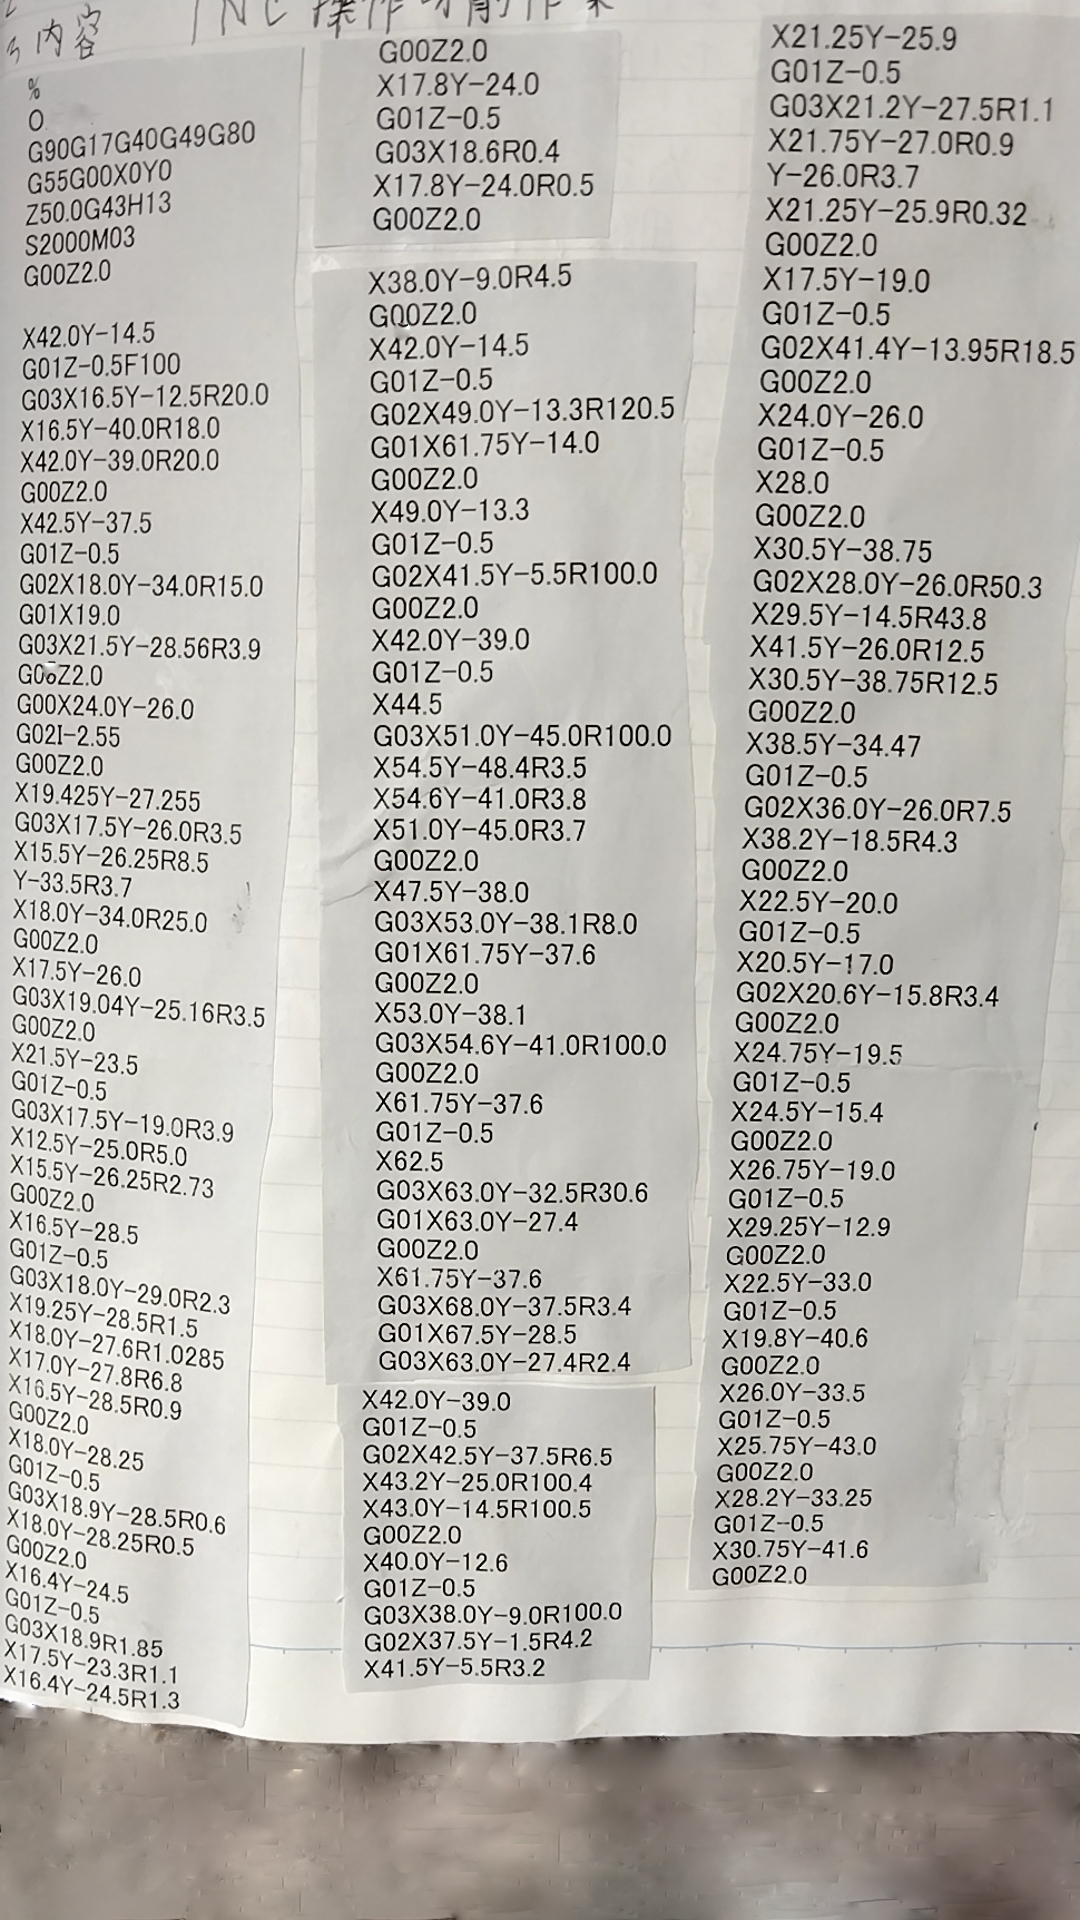 NC 操作 切削作業
内容
%
O
G90G17G40G49G80
G55G00X0Y0
Z50.0G43H13
S2000M03
G00Z2.0
X42.0Y-14.5
G01Z-0.5F100
G03X16.5Y-12.5R20.0
X16.5Y-40.0R18.0
X42.0Y-39.0R20.0
G00Z2.0
X42.5Y-37.5
G01Z-0.5
G02X18.0Y-34.0R15.0
G01X19.0
G03X21.5Y-28.56R3.9
G00Z2.0
G00X24.0Y-26.0
G02I-2.55
G00Z2.0
X19.425Y-27.255
G03X17.5Y-26.0R3.5
X15.5Y-26.25R8.5
Y-33.5R3.7
X18.0Y-34.0R25.0
G00Z2.0
X17.5Y-26.0
G03X19.04Y-25.16R3.5
G00Z2.0
X21.5Y-23.5
G01Z-0.5
G03X17.5Y-19.0R3.9
X12.5Y-25.0R5.0
X15.5Y-26.25R2.73
G00Z2.0
X16.5Y-28.5
G01Z-0.5
G03X18.0Y-29.0R2.3
X19.25Y-28.5R1.5
X18.0Y-27.6R1.0285
X17.0Y-27.8R6.8
X16.5Y-28.5R0.9
G00Z2.0
X18.0Y-28.25
G01Z-0.5
G03X18.9Y-28.5R0.6
X18.0Y-28.25R0.5
G00Z2.0
X16.4Y-24.5
G01Z-0.5
G03X18.9R1.85
X17.5Y-23.3R1.1
X16.4Y-24.5R1.3
G00Z2.0
X17.8Y-24.0
G01Z-0.5
G03X18.6R0.4
X17.8Y-24.0R0.5
G00Z2.0
X38.0Y-9.0R4.5
G00Z2.0
X42.0Y-14.5
G01Z-0.5
G02X49.0Y-13.3R120.5
G01X61.75Y-14.0
G00Z2.0
X49.0Y-13.3
G01Z-0.5
G02X41.5Y-5.5R100.0
G00Z2.0
X42.0Y-39.0
G01Z-0.5
X44.5
G03X51.0Y-45.0R100.0
X54.5Y-48.4R3.5
X54.6Y-41.0R3.8
X51.0Y-45.0R3.7
G00Z2.0
X47.5Y-38.0
G03X53.0Y-38.1R8.0
G01X61.75Y-37.6
G00Z2.0
X53.0Y-38.1
G03X54.6Y-41.0R100.0
G00Z2.0
X61.75Y-37.6
G01Z-0.5
X62.5
G03X63.0Y-32.5R30.6
G01X63.0Y-27.4
G00Z2.0
X61.75Y-37.6
G03X68.0Y-37.5R3.4
G01X67.5Y-28.5
G03X63.0Y-27.4R2.4
X42.0Y-39.0
G01Z-0.5
G02X42.5Y-37.5R6.5
X43.2Y-25.0R100.4
X43.0Y-14.5R100.5
G00Z2.0
X40.0Y-12.6
G01Z-0.5
G03X38.0Y-9.0R100.0
G02X37.5Y-1.5R4.2
X41.5Y-5.5R3.2
X21.25Y-25.9
G01Z-0.5
G03X21.2Y-27.5R1.1
X21.75Y-27.0R0.9
Y-26.0R3.7
X21.25Y-25.9R0.32
G00Z2.0
X17.5Y-19.0
G01Z-0.5
G02X41.4Y-13.95R18.5
G00Z2.0
X24.0Y-26.0
G01Z-0.5
X28.0
G00Z2.0
X30.5Y-38.75
G02X28.0Y-26.0R50.3
X29.5Y-14.5R43.8
X41.5Y-26.0R12.5
X30.5Y-38.75R12.5
G00Z2.0
X38.5Y-34.47
G01Z-0.5
G02X36.0Y-26.0R7.5
X38.2Y-18.5R4.3
G00Z2.0
X22.5Y-20.0
G01Z-0.5
X20.5Y-17.0
G02X20.6Y-15.8R3.4
G00Z2.0
X24.75Y-19.5
G01Z-0.5
X24.5Y-15.4
G00Z2.0
X26.75Y-19.0
G01Z-0.5
X29.25Y-12.9
G00Z2.0
X22.5Y-33.0
G01Z-0.5
X19.8Y-40.6
G00Z2.0
X26.0Y-33.5
G01Z-0.5
X25.75Y-43.0
G00Z2.0
X28.2Y-33.25
G01Z-0.5
X30.75Y-41.6
G00Z2.0